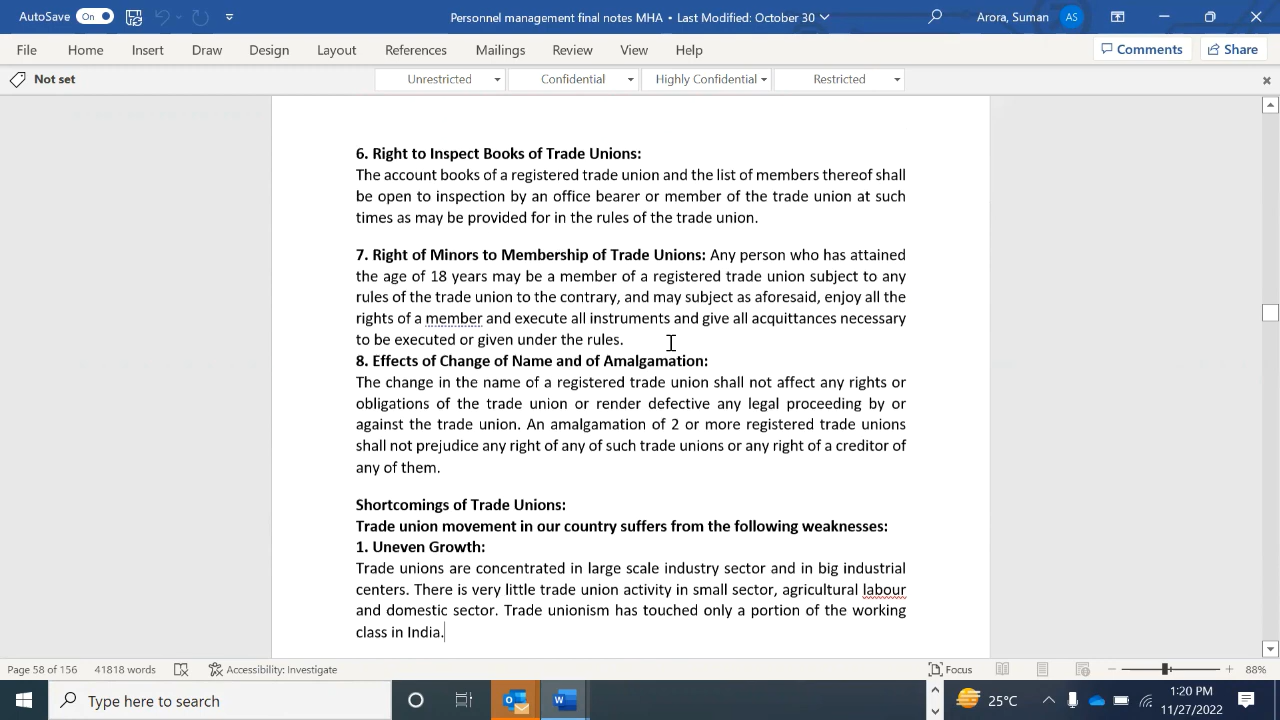 AutoSave On Personnel management final notes MHA • Last Modified: October 30 Arora, Suman AS
File Home Insert Draw Design Layout References Mailings Review View Help Comments Share
Not set Unrestricted Confidential Highly Confidential Restricted
6. Right to Inspect Books of Trade Unions:
The account books of a registered trade union and the list of members thereof shall
be open to inspection by an office bearer or member of the trade union at such
times as may be provided for in the rules of the trade union.
7. Right of Minors to Membership of Trade Unions: Any person who has attained
the age of 18 years may be a member of a registered trade union subject to any
rules of the trade union to the contrary, and may subject as aforesaid, enjoy all the
rights of a member and execute all instruments and give all acquittances necessary
to be executed or given under the rules.
8. Effects of Change of Name and of Amalgamation:
The change in the name of a registered trade union shall not affect any rights or
obligations of the trade union or render defective any legal proceeding by or
against the trade union. An amalgamation of 2 or more registered trade unions
shall not prejudice any right of any of such trade unions or any right of a creditor of
any of them.
Shortcomings of Trade Unions:
Trade union movement in our country suffers from the following weaknesses:
1. Uneven Growth:
Trade unions are concentrated in large scale industry sector and in big industrial
centers. There is very little trade union activity in small sector, agricultural labour
and domestic sector. Trade unionism has touched only a portion of the working
class in India.
Page 58 of 156 41818 words Accessibility: Investigate Focus 88%
Type here to search 25°C 1:20 PM
11/27/2022